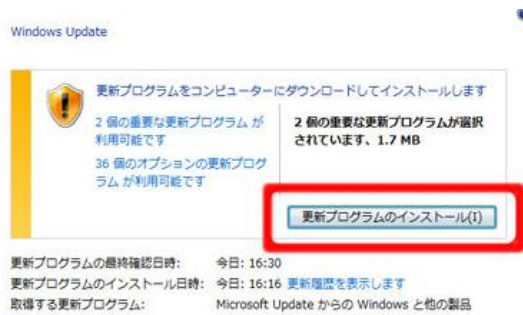 Windows Update
更新プログラムをコンピューターにダウンロードしてインストールします
2 個の重要な更新プログラム が
利用可能です
36 個のオプションの更新プログ
ラム が利用可能です
2 個の重要な更新プログラムが選択
されています、1.7 MB
更新プログラムのインストール(I)
更新プログラムの最終確認日時: 今日: 16:30
更新プログラムのインストール日時: 今日: 16:16 更新履歴を表示します
取得する更新プログラム: Microsoft Update からの Windows と他の製品